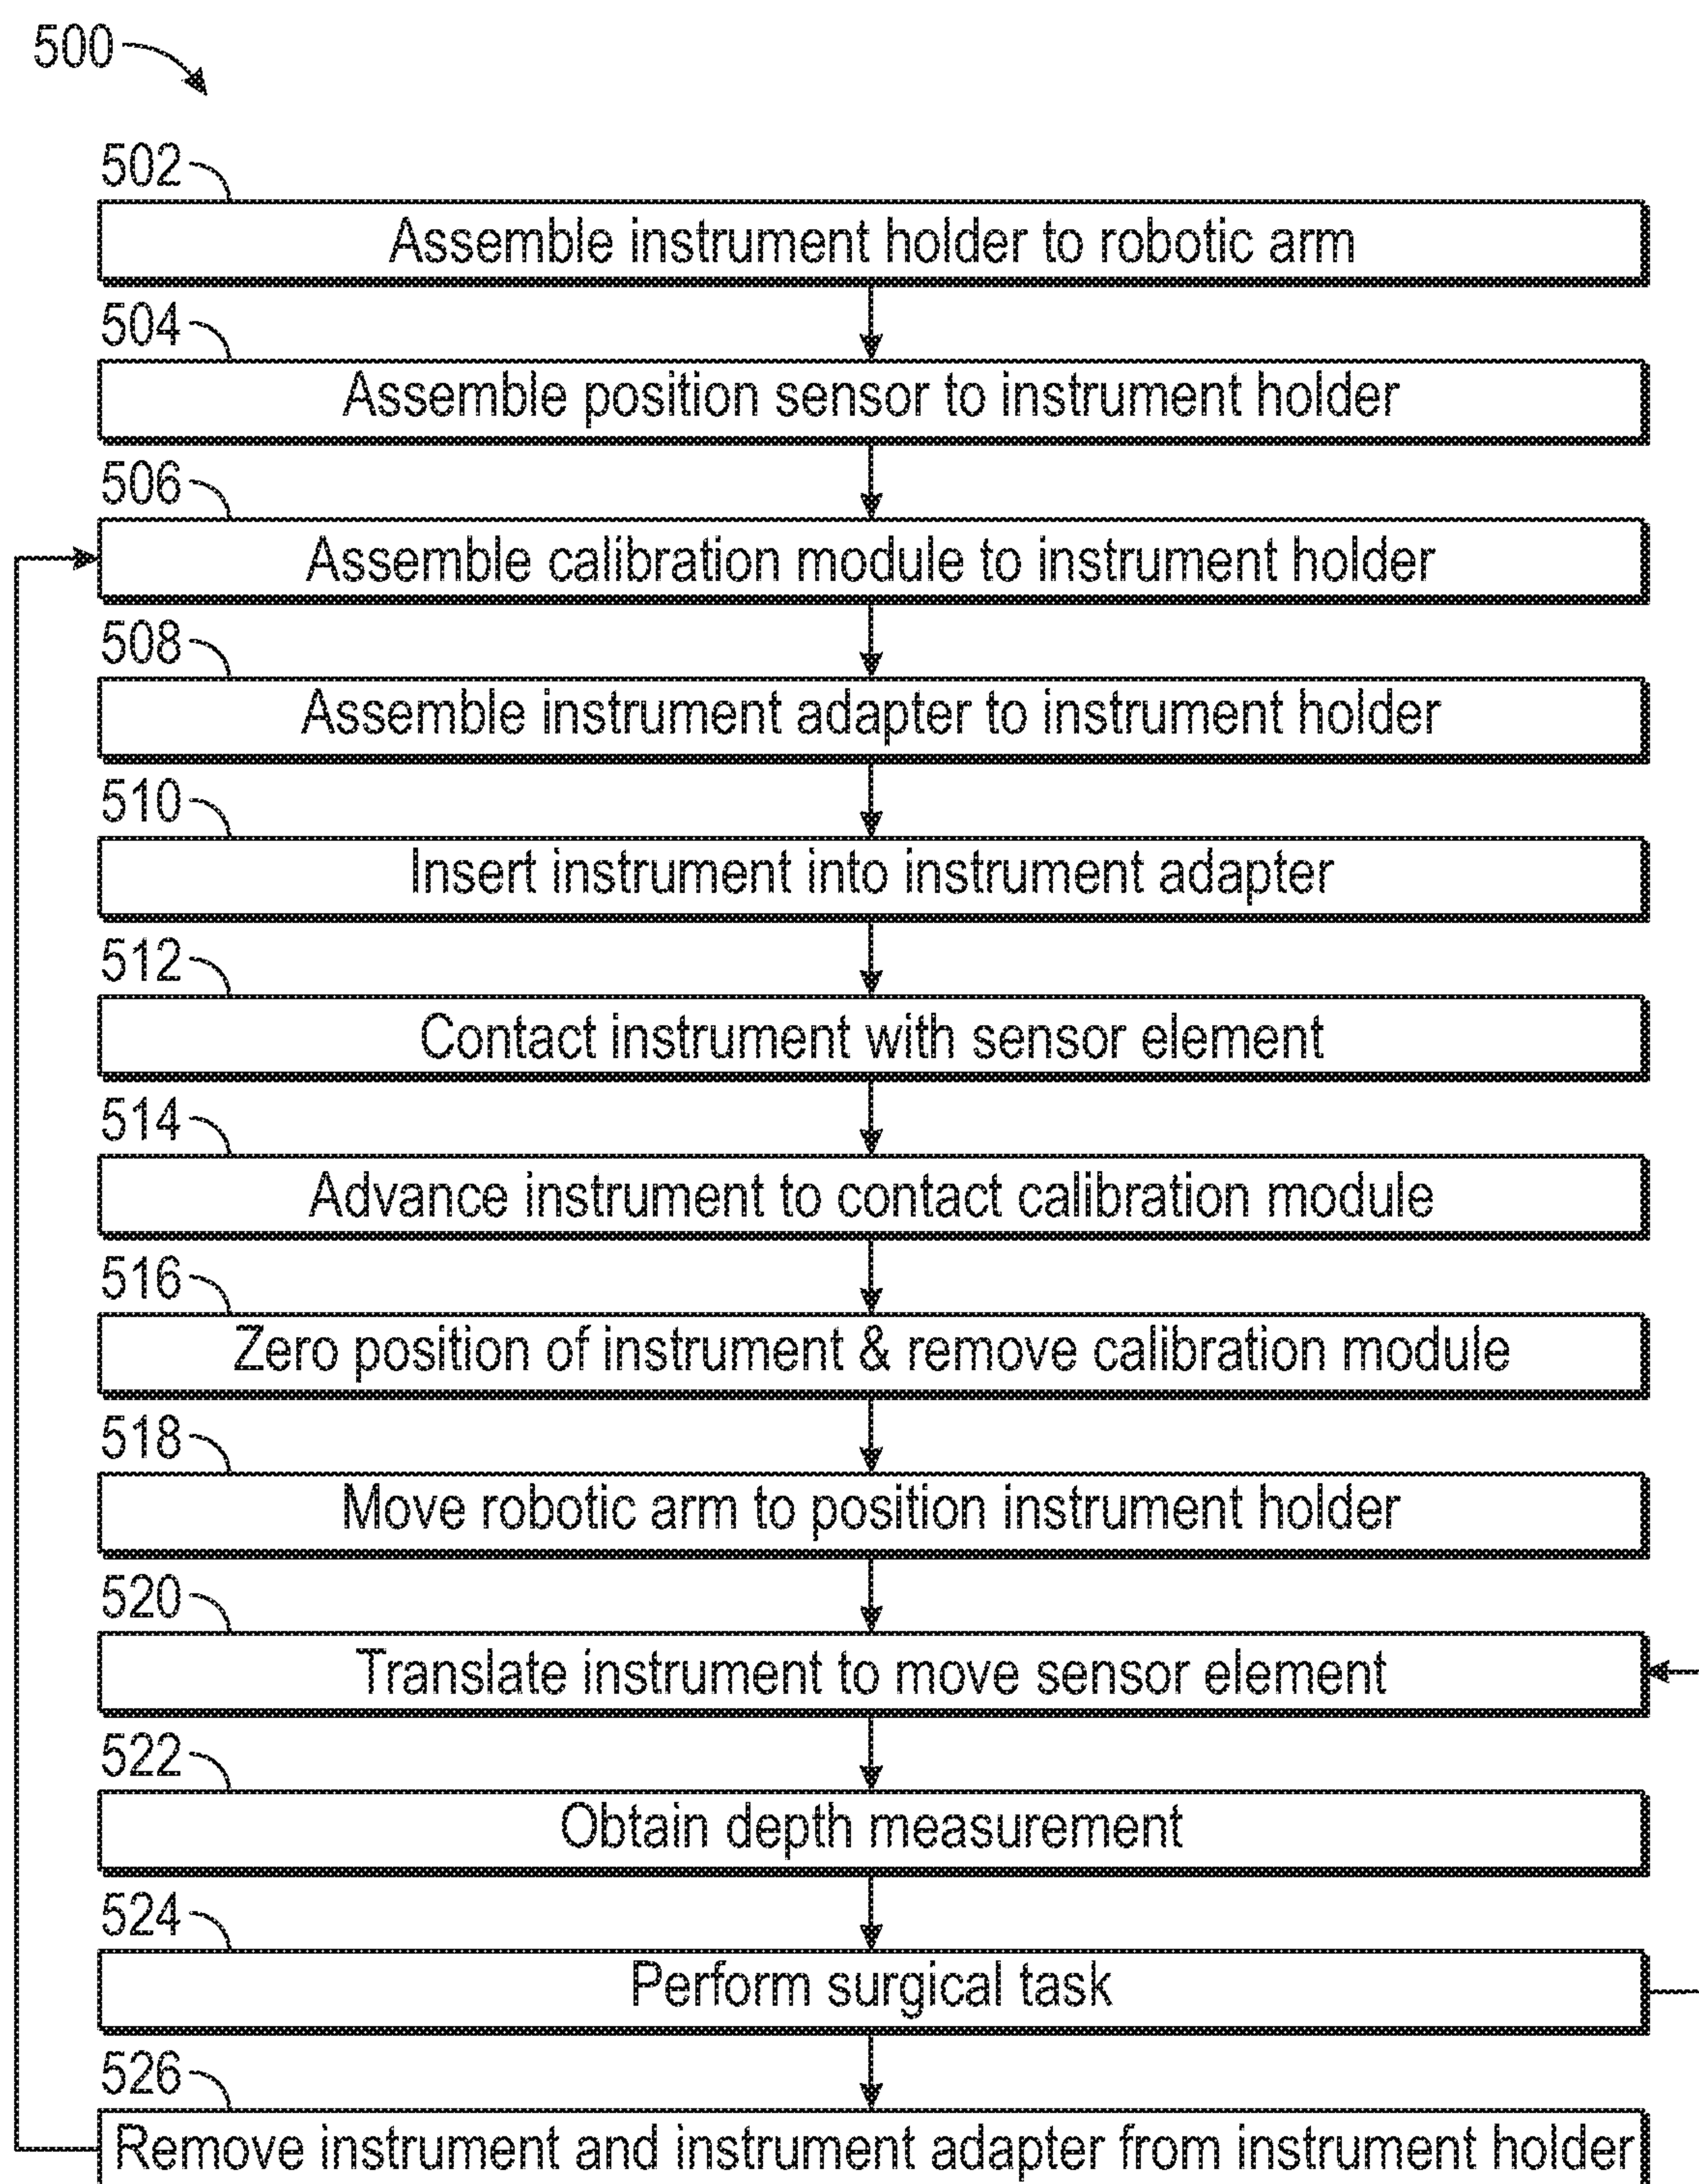 500
502
Assemble instrument holder to robotic arm
504
Assemble position sensor to instrument holder
506
Assemble calibration module to instrument holder
508
Assemble instrument adapter to instrument holder
510
Insert instrument into instrument adapter
512
Contact instrument with sensor element
514
Advance instrument to contact calibration module
516
Zero position of instrument & remove calibration module
518
Move robotic arm to position instrument holder
520
Translate instrument to move sensor element
522
Obtain depth measurement
524
Perform surgical task
526
Remove instrument and instrument adapter from instrument holder